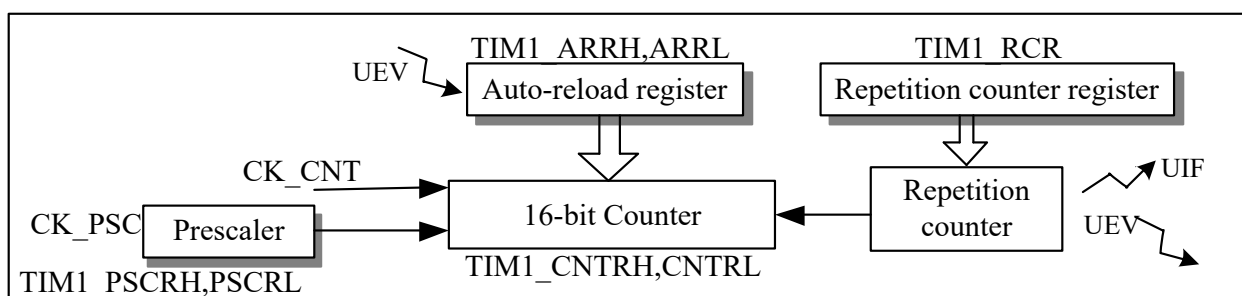 TIM1_ARRH,ARRL
TIM1_RCR
UEV
Auto-reload register
Repetition counter register
CK_CNT
UIF
16-bit Counter
Repetition
counter
CK_PSC
Prescaler
UEV
TIM1_CNTRH,CNTRL
TIM1_PSCRH,PSCRL